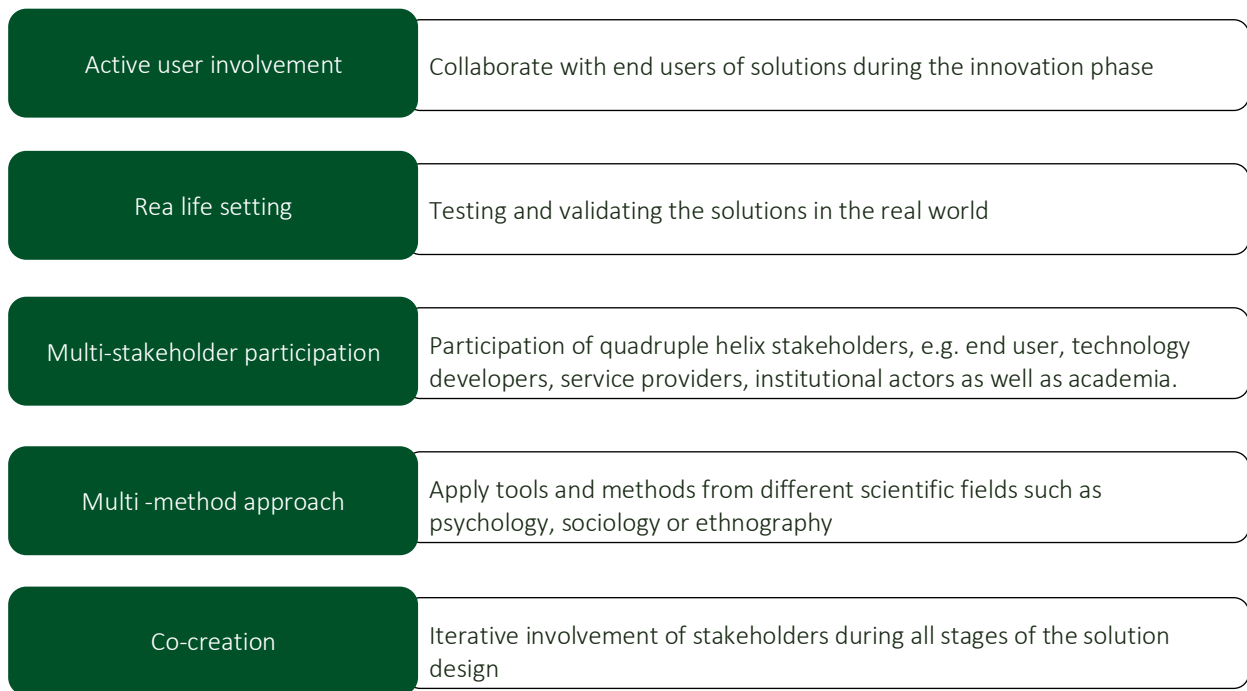 Active user involvement
Collaborate with end users of solutions during the innovation phase
Rea life setting
Testing and validating the solutions in the real world
Multi-stakeholder participation
Participation of quadruple helix stakeholders, e.g. end user, technology
developers, service providers, institutional actors as well as academia.
Multi -method approach
Apply tools and methods from different scientific fields such as
psychology, sociology or ethnography
Co-creation
Iterative involvement of stakeholders during all stages of the solution
design